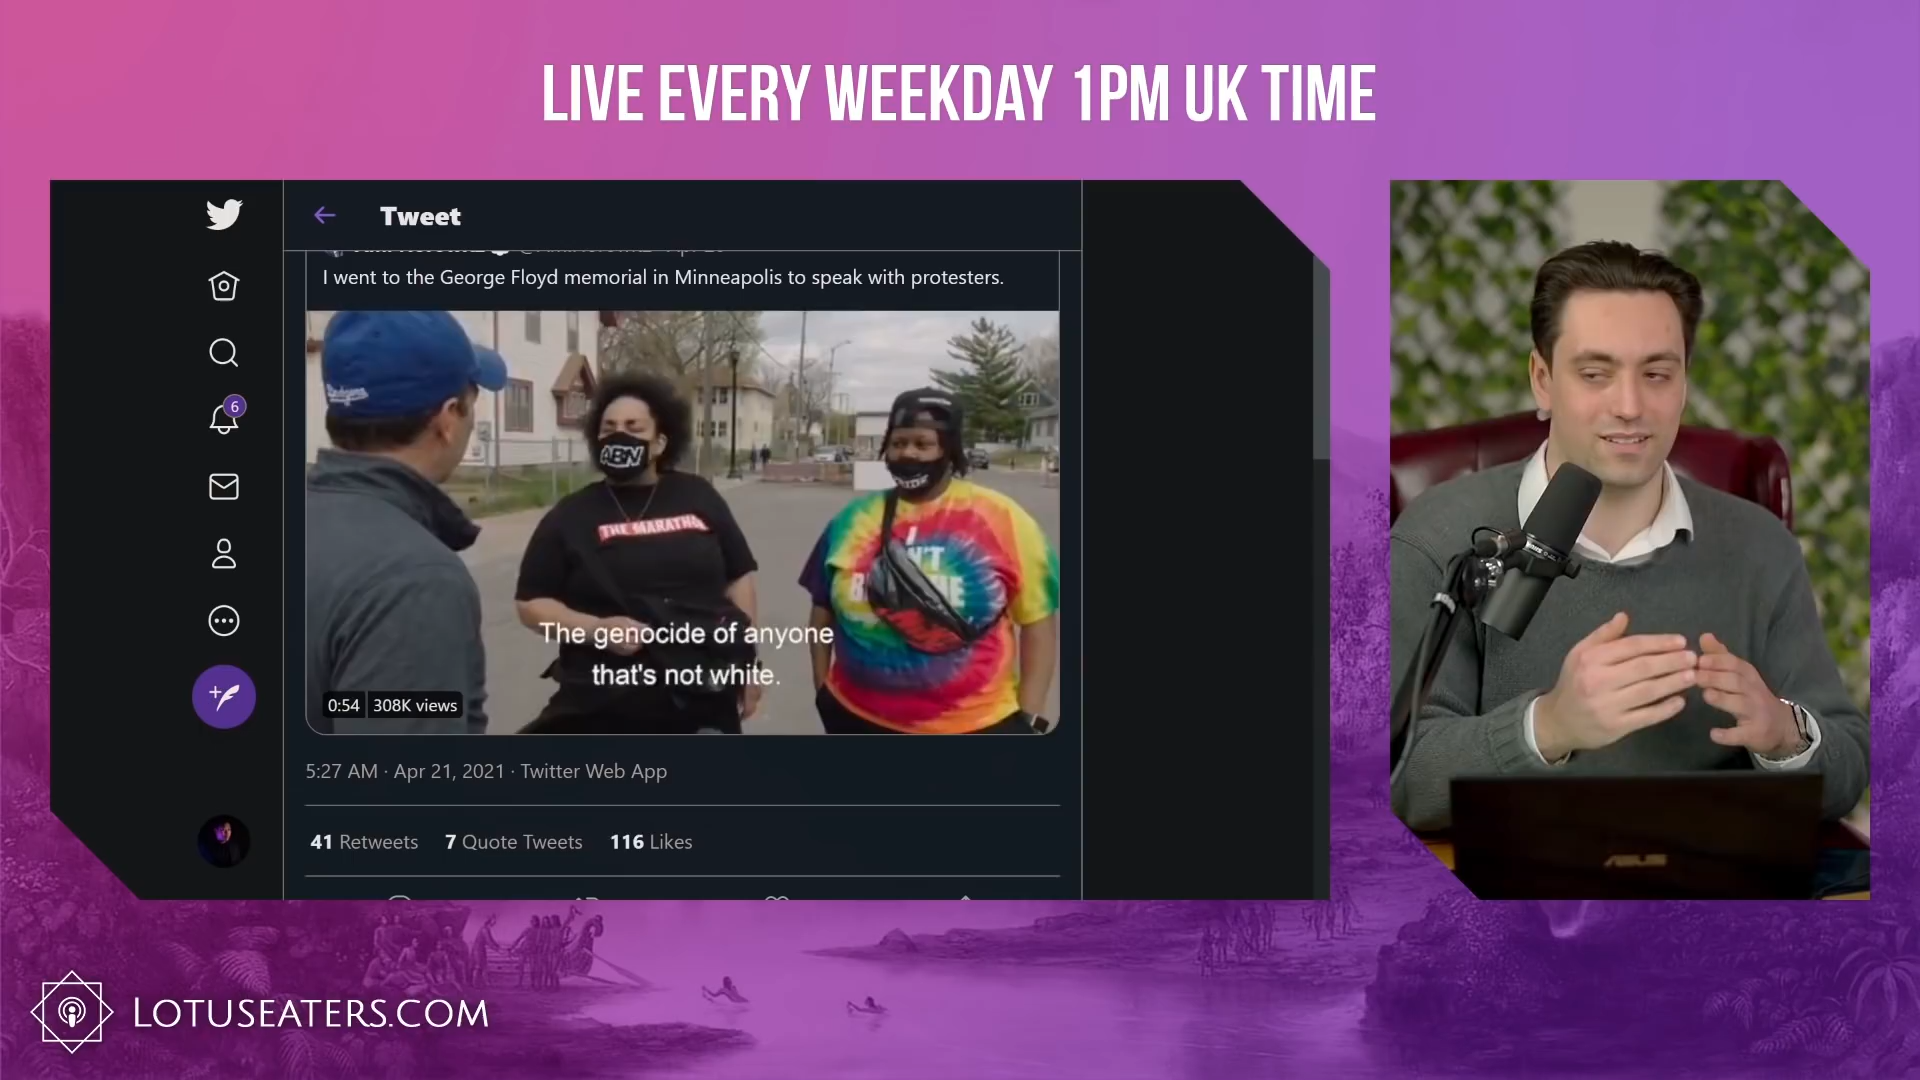 LIVE EVERY WEEKDAY 1PM UK TIME
Tweet
I went to the George Floyd memorial in Minneapolis to speak with protesters.
6
Dodgers
ABN
THE MARATHON
I
The genocide of anyone
that's not white.
0:54 308K views
5:27 AM · Apr 21, 2021 · Twitter Web App
41 Retweets 7 Quote Tweets 116 Likes
ASUS
LOTUSEATERS.COM